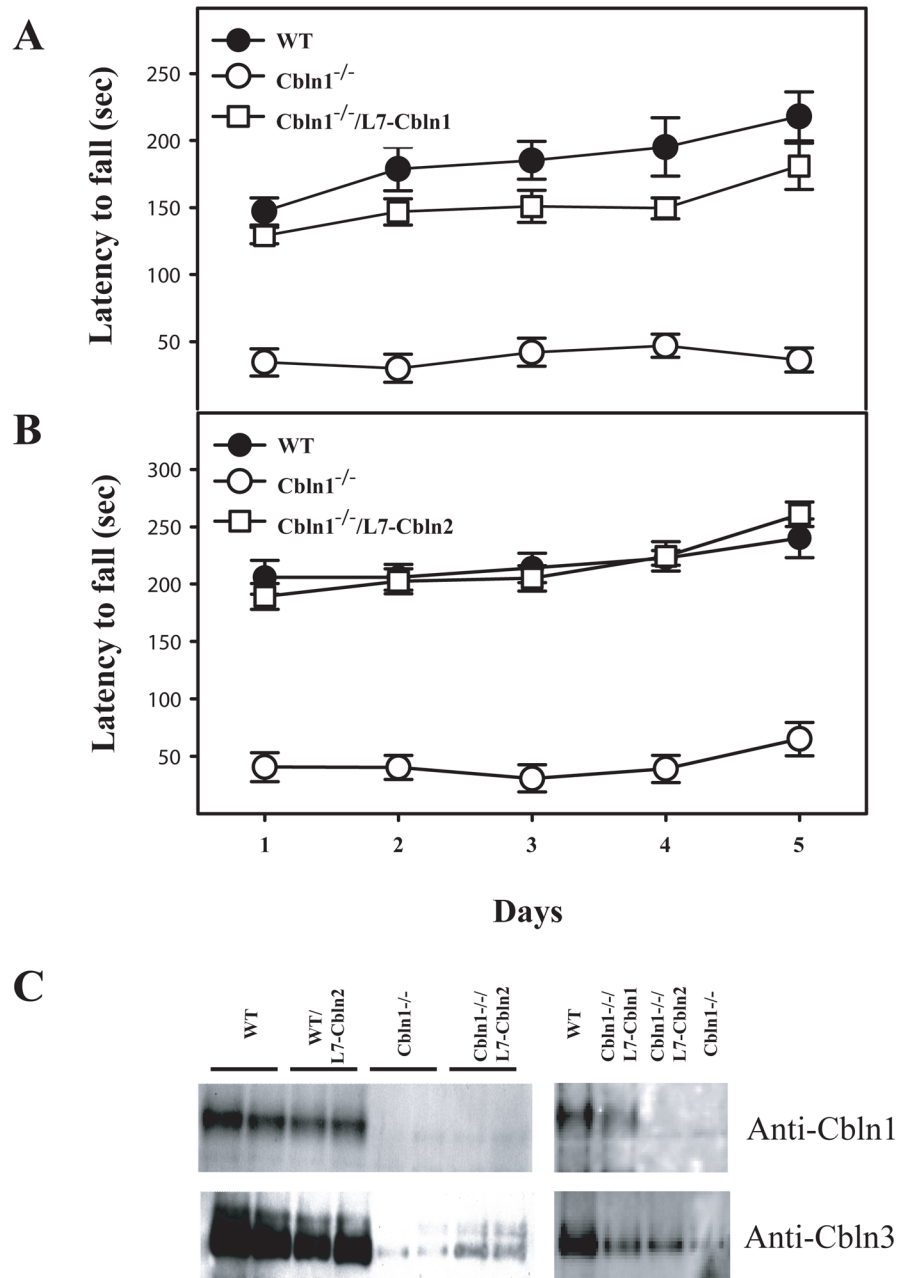 A
WT
Cbln1-/-
Cbln1-/-/L7-Cbln1
Latency to fall (sec)
250
200
150
100
50
B
WT
Cbln1-/-
Cbln1-/-/L7-Cbln2
Latency to fall (sec)
300
250
200
150
100
50
1 2 3 4 5
Days
C
WT
WT/
L7-Cbln2
Cbln1-/-
Cbln1-/-/
L7-Cbln2
WT
Cbln1-/-/
L7-Cbln1
Cbln1-/-/
L7-Cbln2
Cbln1-/-
Anti-Cbln1
Anti-Cbln3